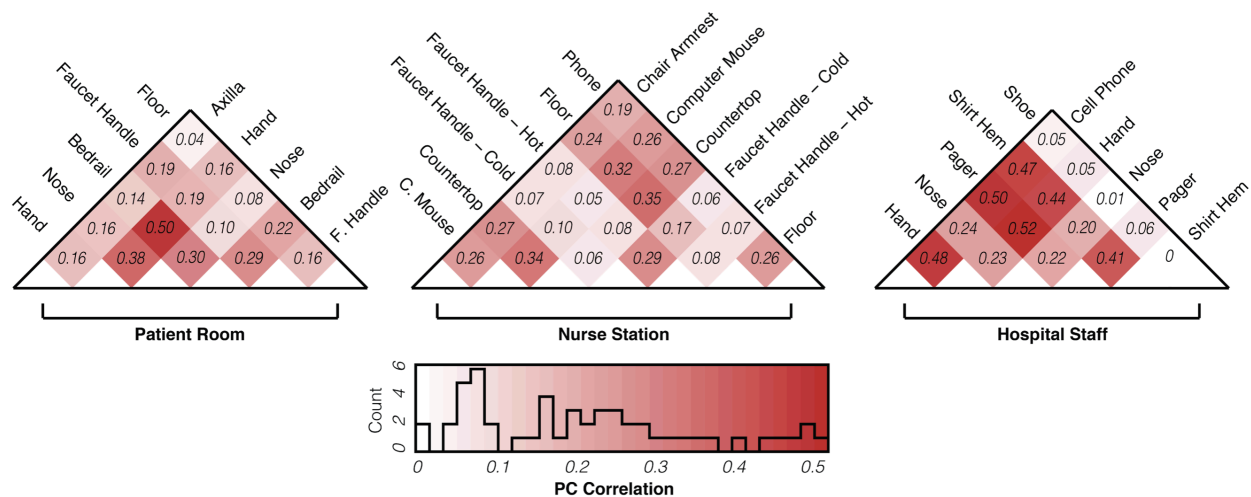 Floor
Faucet Handle
Bedrail
Nose
Hand
Axilla
Hand
Nose
Bedrail
F. Handle
0.04
0.19 0.16
0.14 0.19 0.08
0.16 0.50 0.10 0.22
0.16 0.38 0.30 0.29 0.16
Patient Room
Phone
Floor
Faucet Handle – Hot
Faucet Handle – Cold
Countertop
C. Mouse
Chair Armrest
Computer Mouse
Countertop
Faucet Handle – Cold
Faucet Handle – Hot
Floor
0.19
0.24 0.26
0.08 0.32 0.27
0.07 0.05 0.35 0.06
0.27 0.10 0.08 0.17 0.07
0.26 0.34 0.06 0.29 0.08 0.26
Nurse Station
Shoe
Shirt Hem
Pager
Nose
Hand
Cell Phone
Hand
Nose
Pager
Shirt Hem
0.05
0.47 0.05
0.50 0.44 0.01
0.24 0.52 0.20 0.06
0.48 0.23 0.22 0.41 0
Hospital Staff
Count
6
4
2
0
0 0.1 0.2 0.3 0.4 0.5
PC Correlation